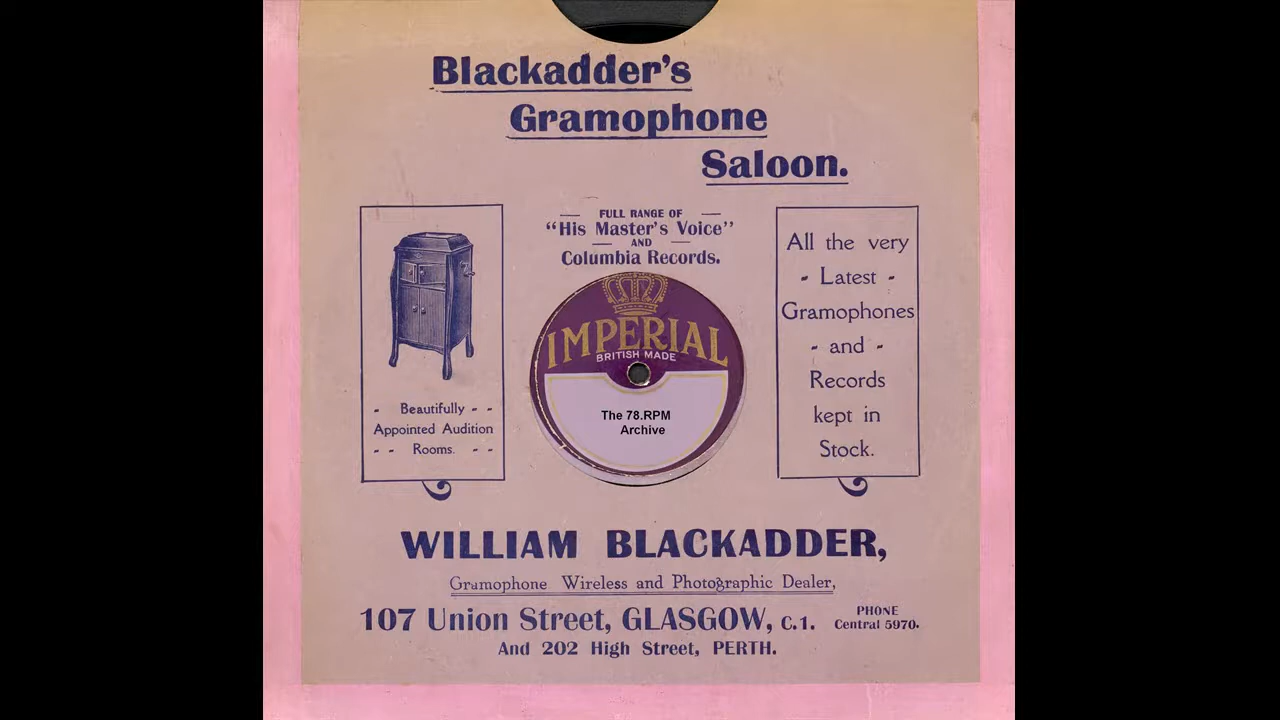 Blackadder's
Gramophone
Saloon.
FULL RANGE OF
"His Master's Voice"
AND
Columbia Records.
- Beautifully - -
Appointed Audition
- - Rooms. - -
IMPERIAL
BRITISH MADE
The 78.RPM
Archive
All the very
- Latest -
Gramophones
- and -
Records
kept in
Stock.
WILLIAM BLACKADDER,
Gramophone Wireless and Photographic Dealer,
107 Union Street, GLASGOW, C.1.
PHONE
Central 5970.
And 202 High Street, PERTH.